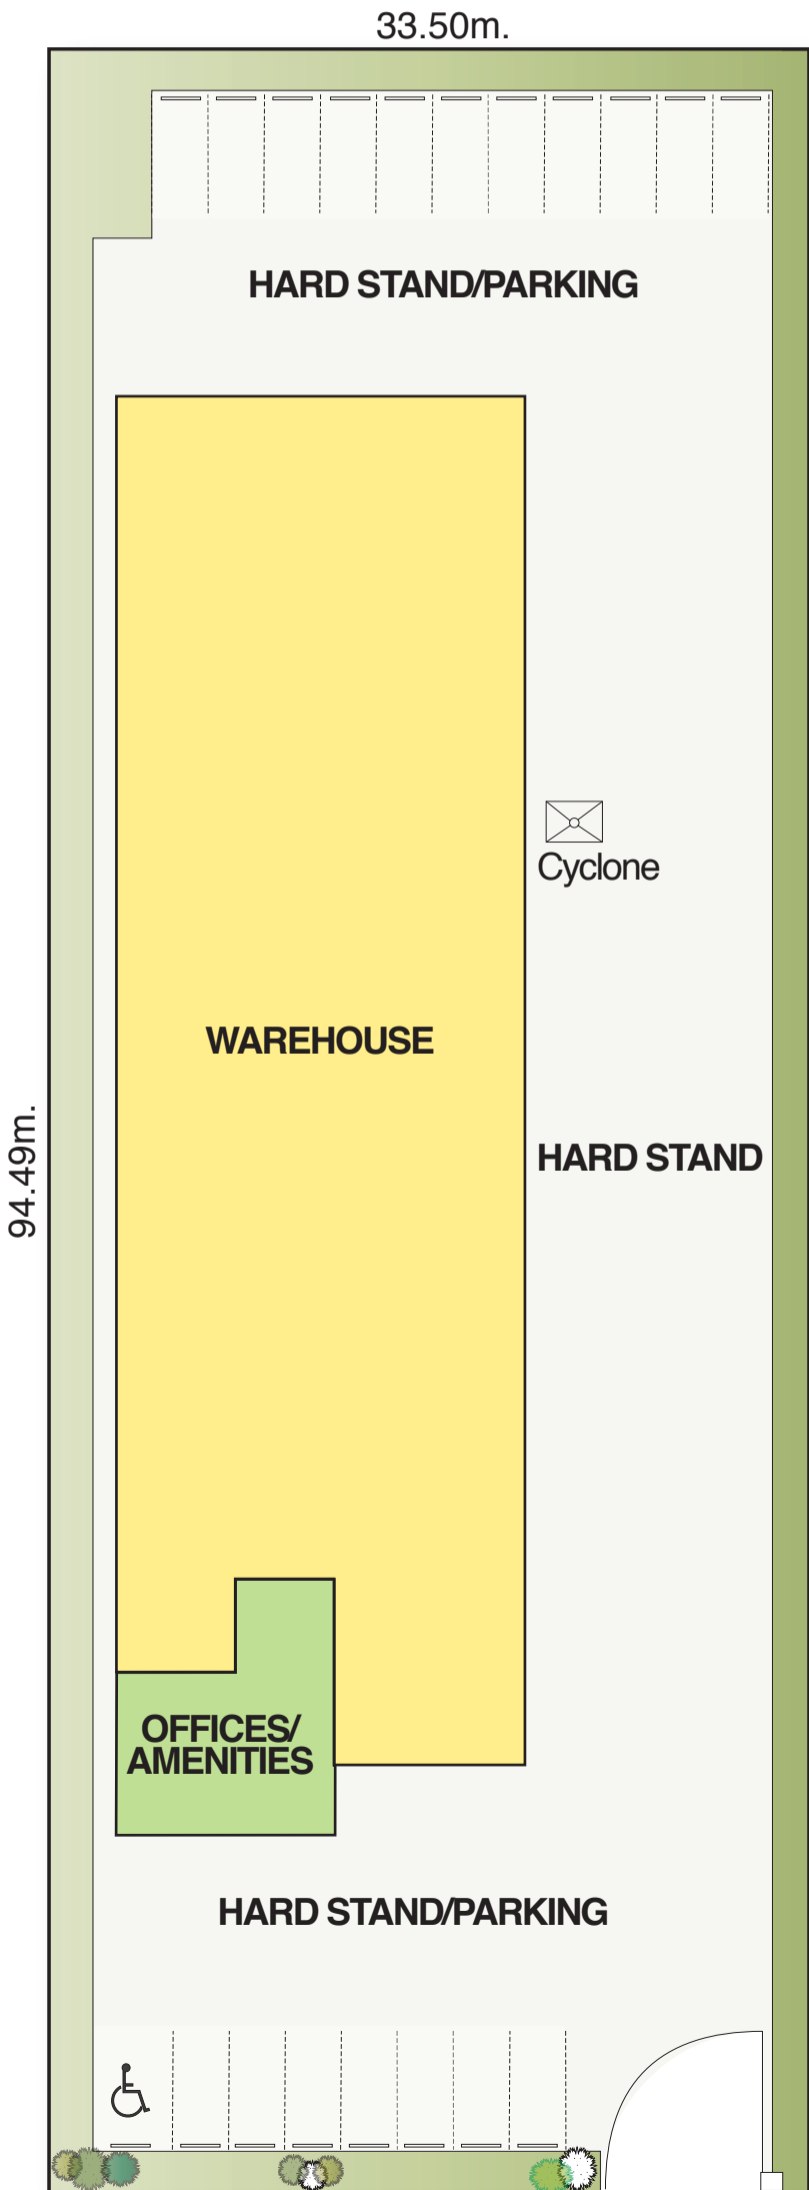 33.50m.
HARD STAND/PARKING
Cyclone
WAREHOUSE
94.49m.
HARD STAND
OFFICES/
AMENITIES
HARD STAND/PARKING